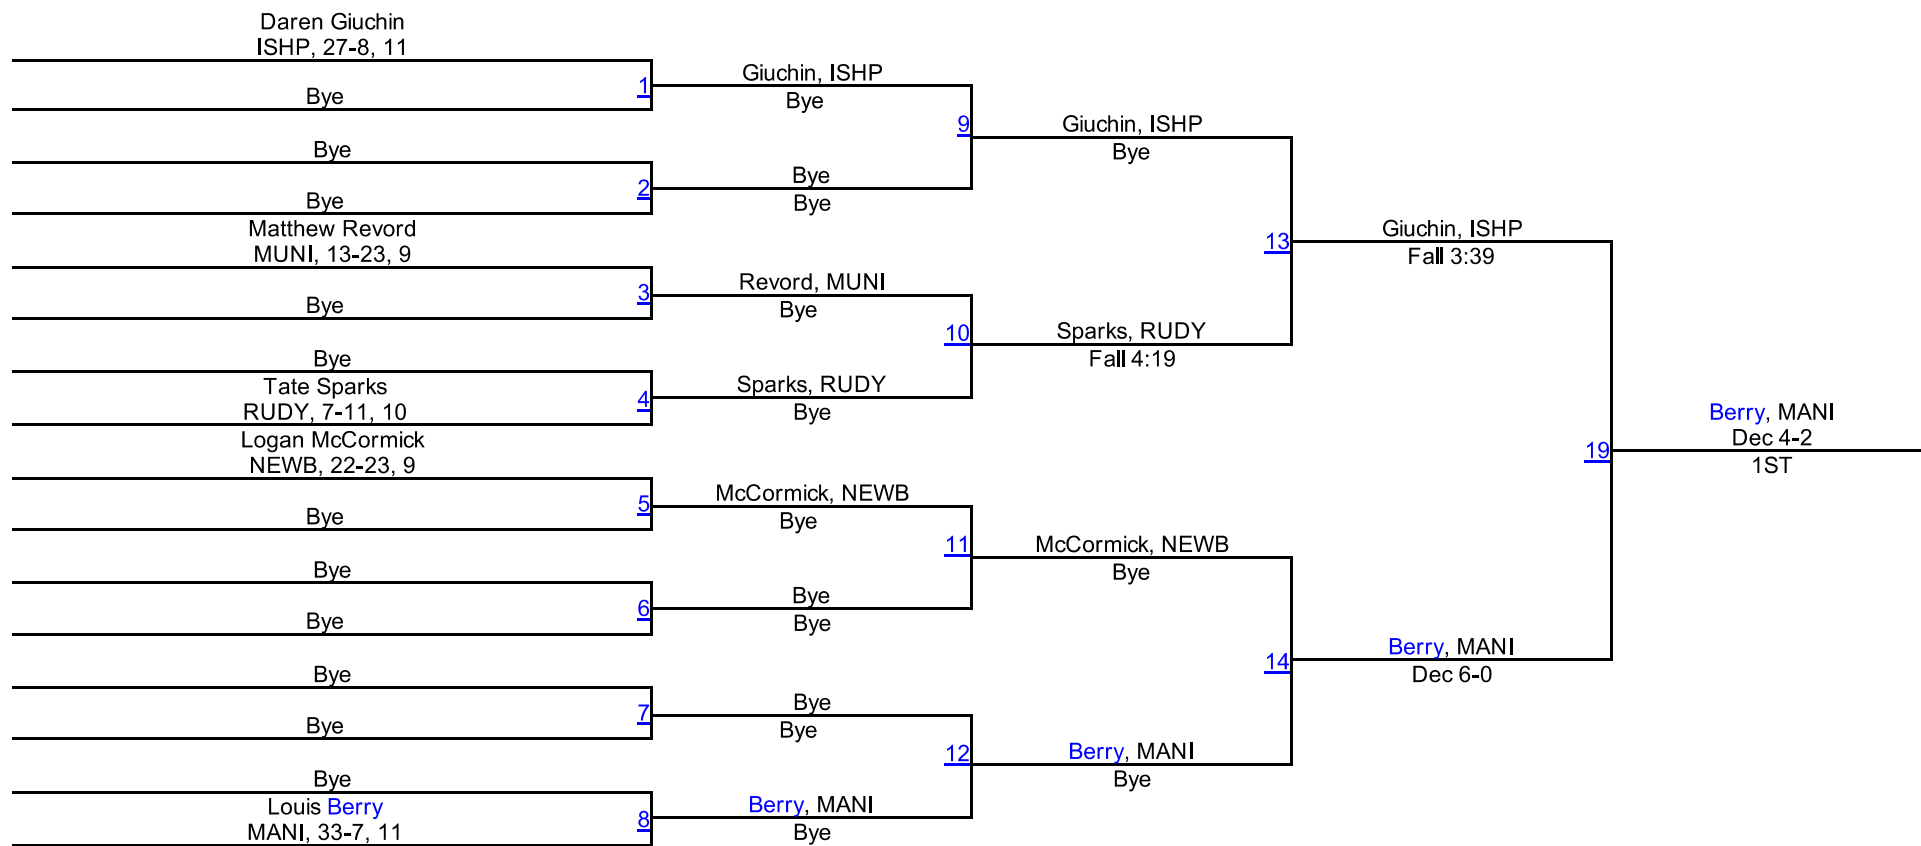 Daren Giuchin
ISHP, 27-8, 11
Bye
1
Bye
Bye
2
Matthew Revord
MUNI, 13-23, 9
Bye
3
Bye
Tate Sparks
RUDY, 7-11, 10
4
Logan McCormick
NEWB, 22-23, 9
Bye
5
Bye
Bye
6
Bye
Bye
7
Bye
Louis Berry
MANI, 33-7, 11
8
Giuchin, ISHP
Bye
9
Bye
Bye
Revord, MUNI
Bye
10
Sparks, RUDY
Bye
McCormick, NEWB
Bye
11
Bye
Bye
Bye
Bye
12
Berry, MANI
Bye
Giuchin, ISHP
Bye
13
Sparks, RUDY
Fall 4:19
McCormick, NEWB
Bye
14
Berry, MANI
Bye
Giuchin, ISHP
Fall 3:39
19
Berry, MANI
Dec 6-0
Berry, MANI
Dec 4-2
1ST